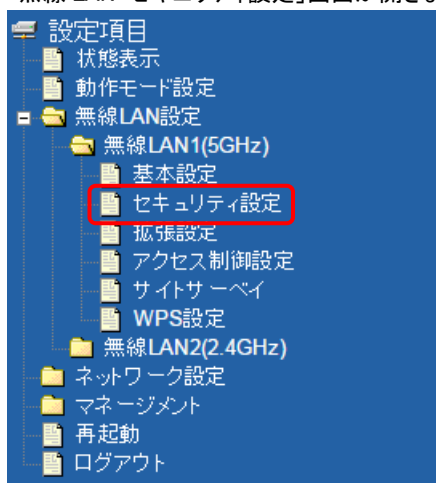 設定項目
状態表示
動作モード設定
無線LAN設定
無線LAN1(5GHz)
基本設定
セキュリティ設定
拡張設定
アクセス制御設定
サイトサーベイ
WPS設定
無線LAN2(2.4GHz)
ネットワーク設定
マネージメント
再起動
ログアウト